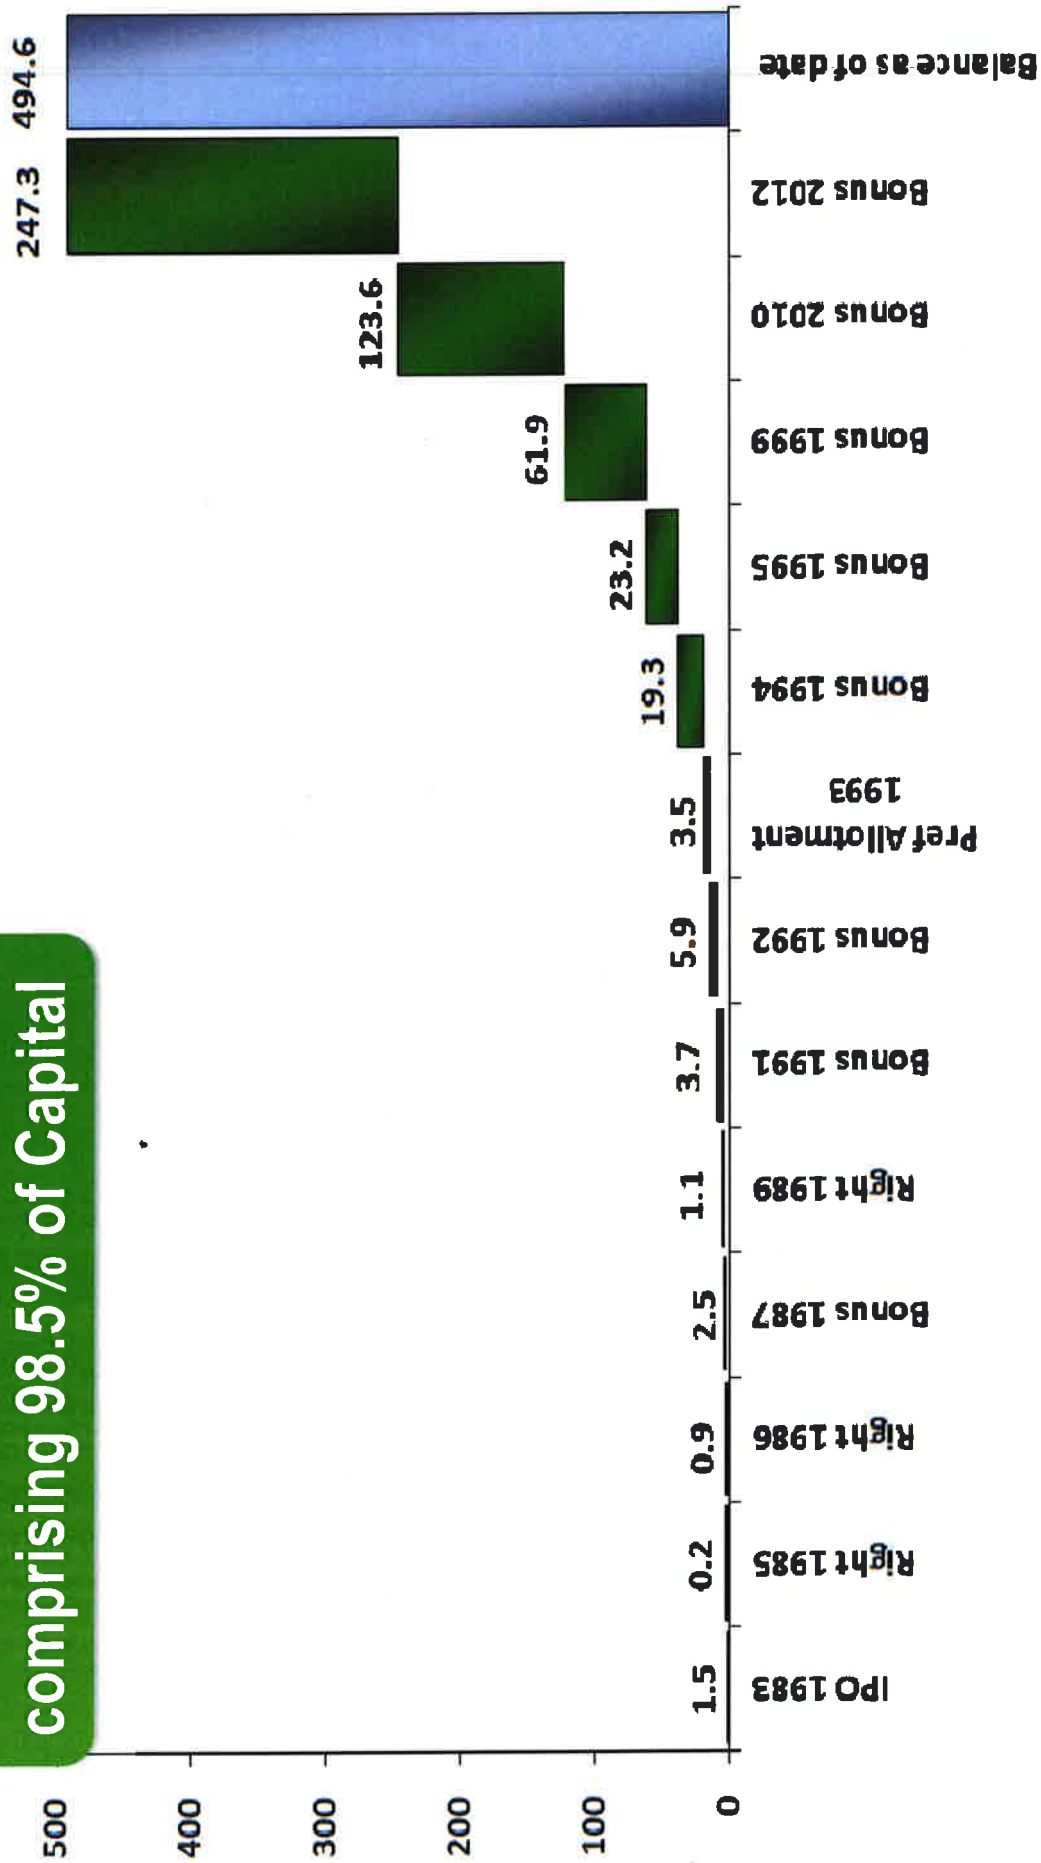 comprising 98.5% of Capital
500
400
300
200
100
0
1.5
0.2
0.9
2.5
1.1
3.7
5.9
3.5
19.3
23.2
61.9
123.6
247.3
494.6
IPO 1983
Right 1985
Right 1986
Bonus 1987
Right 1989
Bonus 1991
Bonus 1992
Pref Allotment
1993
Bonus 1994
Bonus 1995
Bonus 1999
Bonus 2010
Bonus 2012
Balance as of date